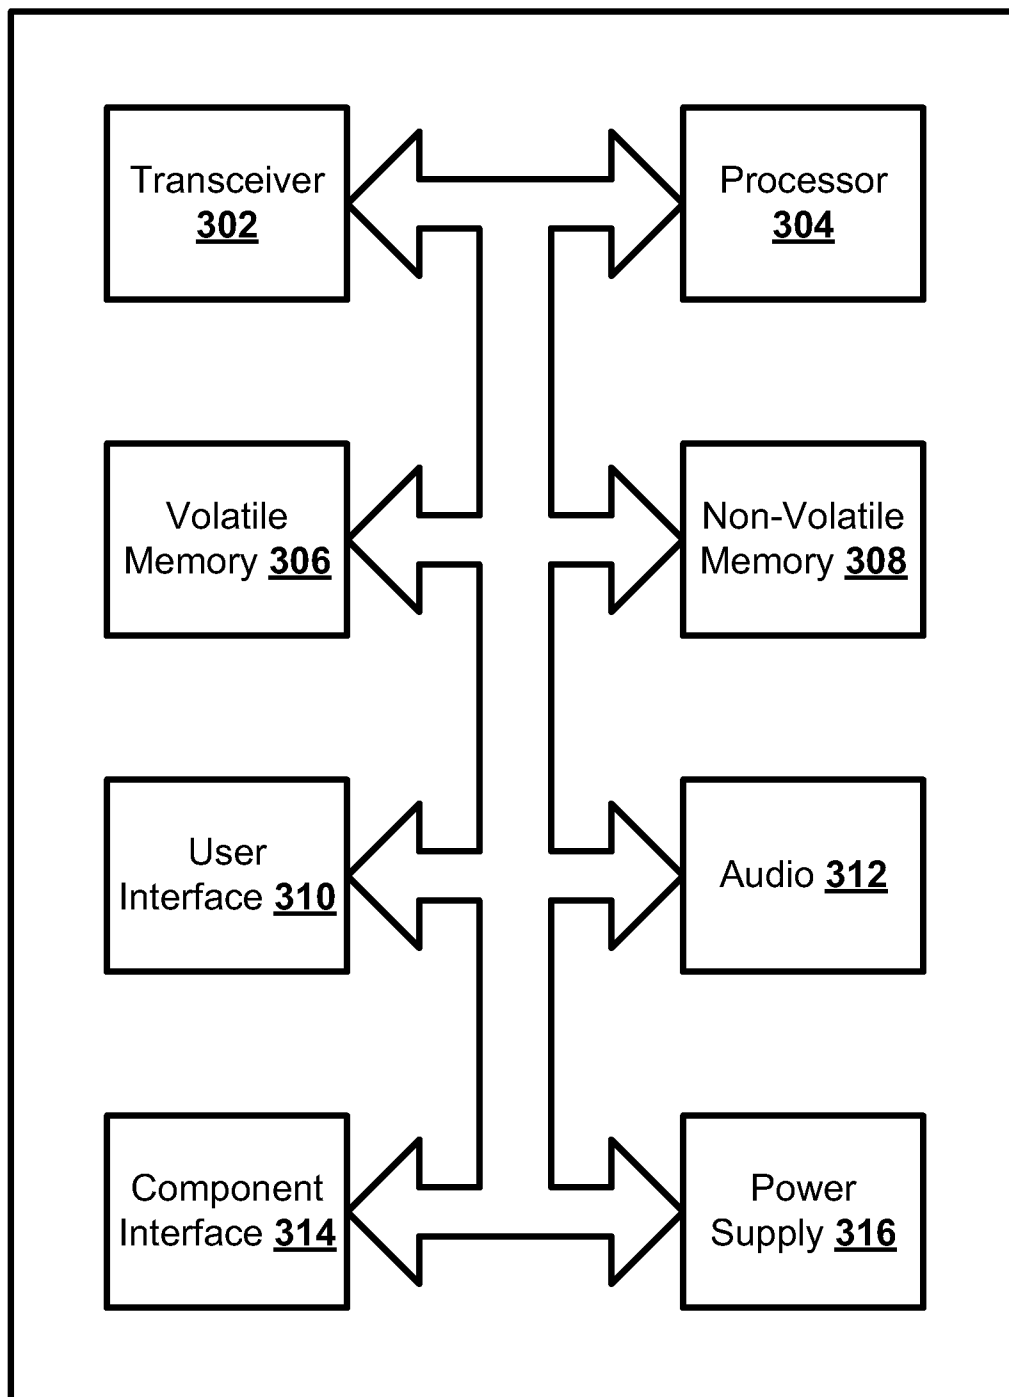 Transceiver
302
Processor
304
Volatile
Memory 306
Non-Volatile
Memory 308
User
Interface 310
Audio 312
Component
Interface 314
Power
Supply 316